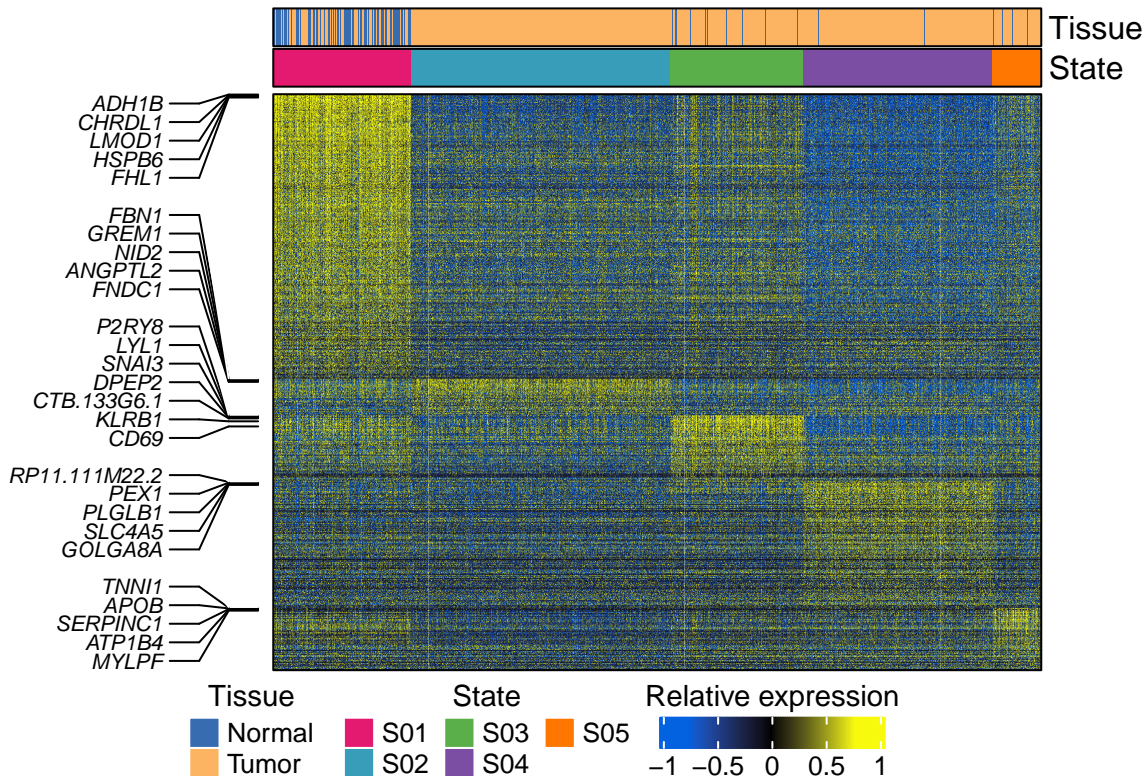 Tissue
State
ADH1B
CHRDL1
LMOD1
HSPB6
FHL1
FBN1
GREM1
NID2
ANGPTL2
FNDC1
P2RY8
LYL1
SNAI3
DPEP2
CTB.133G6.1
KLRB1
CD69
RP11.111M22.2
PEX1
PLGLB1
SLC4A5
GOLGA8A
TNNI1
APOB
SERPINC1
ATP1B4
MYLPF
Tissue State Relative expression
Normal S01 S03 S05
Tumor S02 S04
−1 −0.5 0 0.5 1